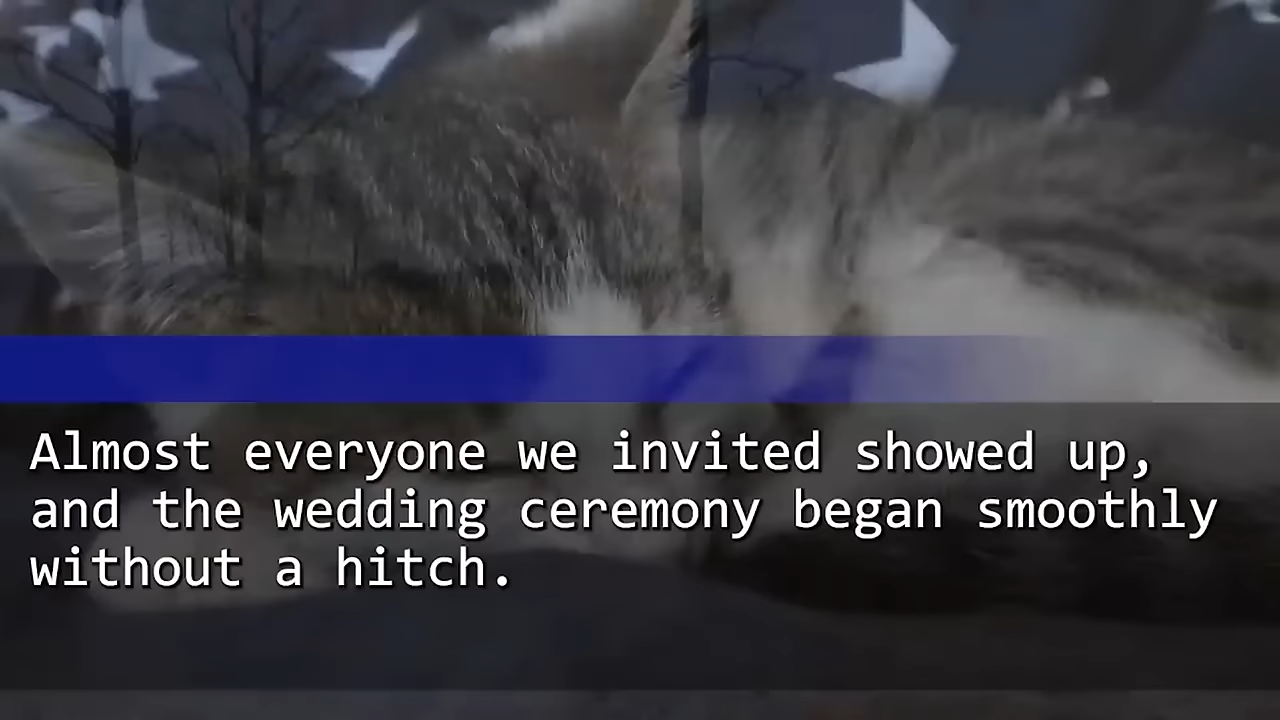 Almost everyone we invited showed up,
and the wedding ceremony began smoothly
without a hitch.